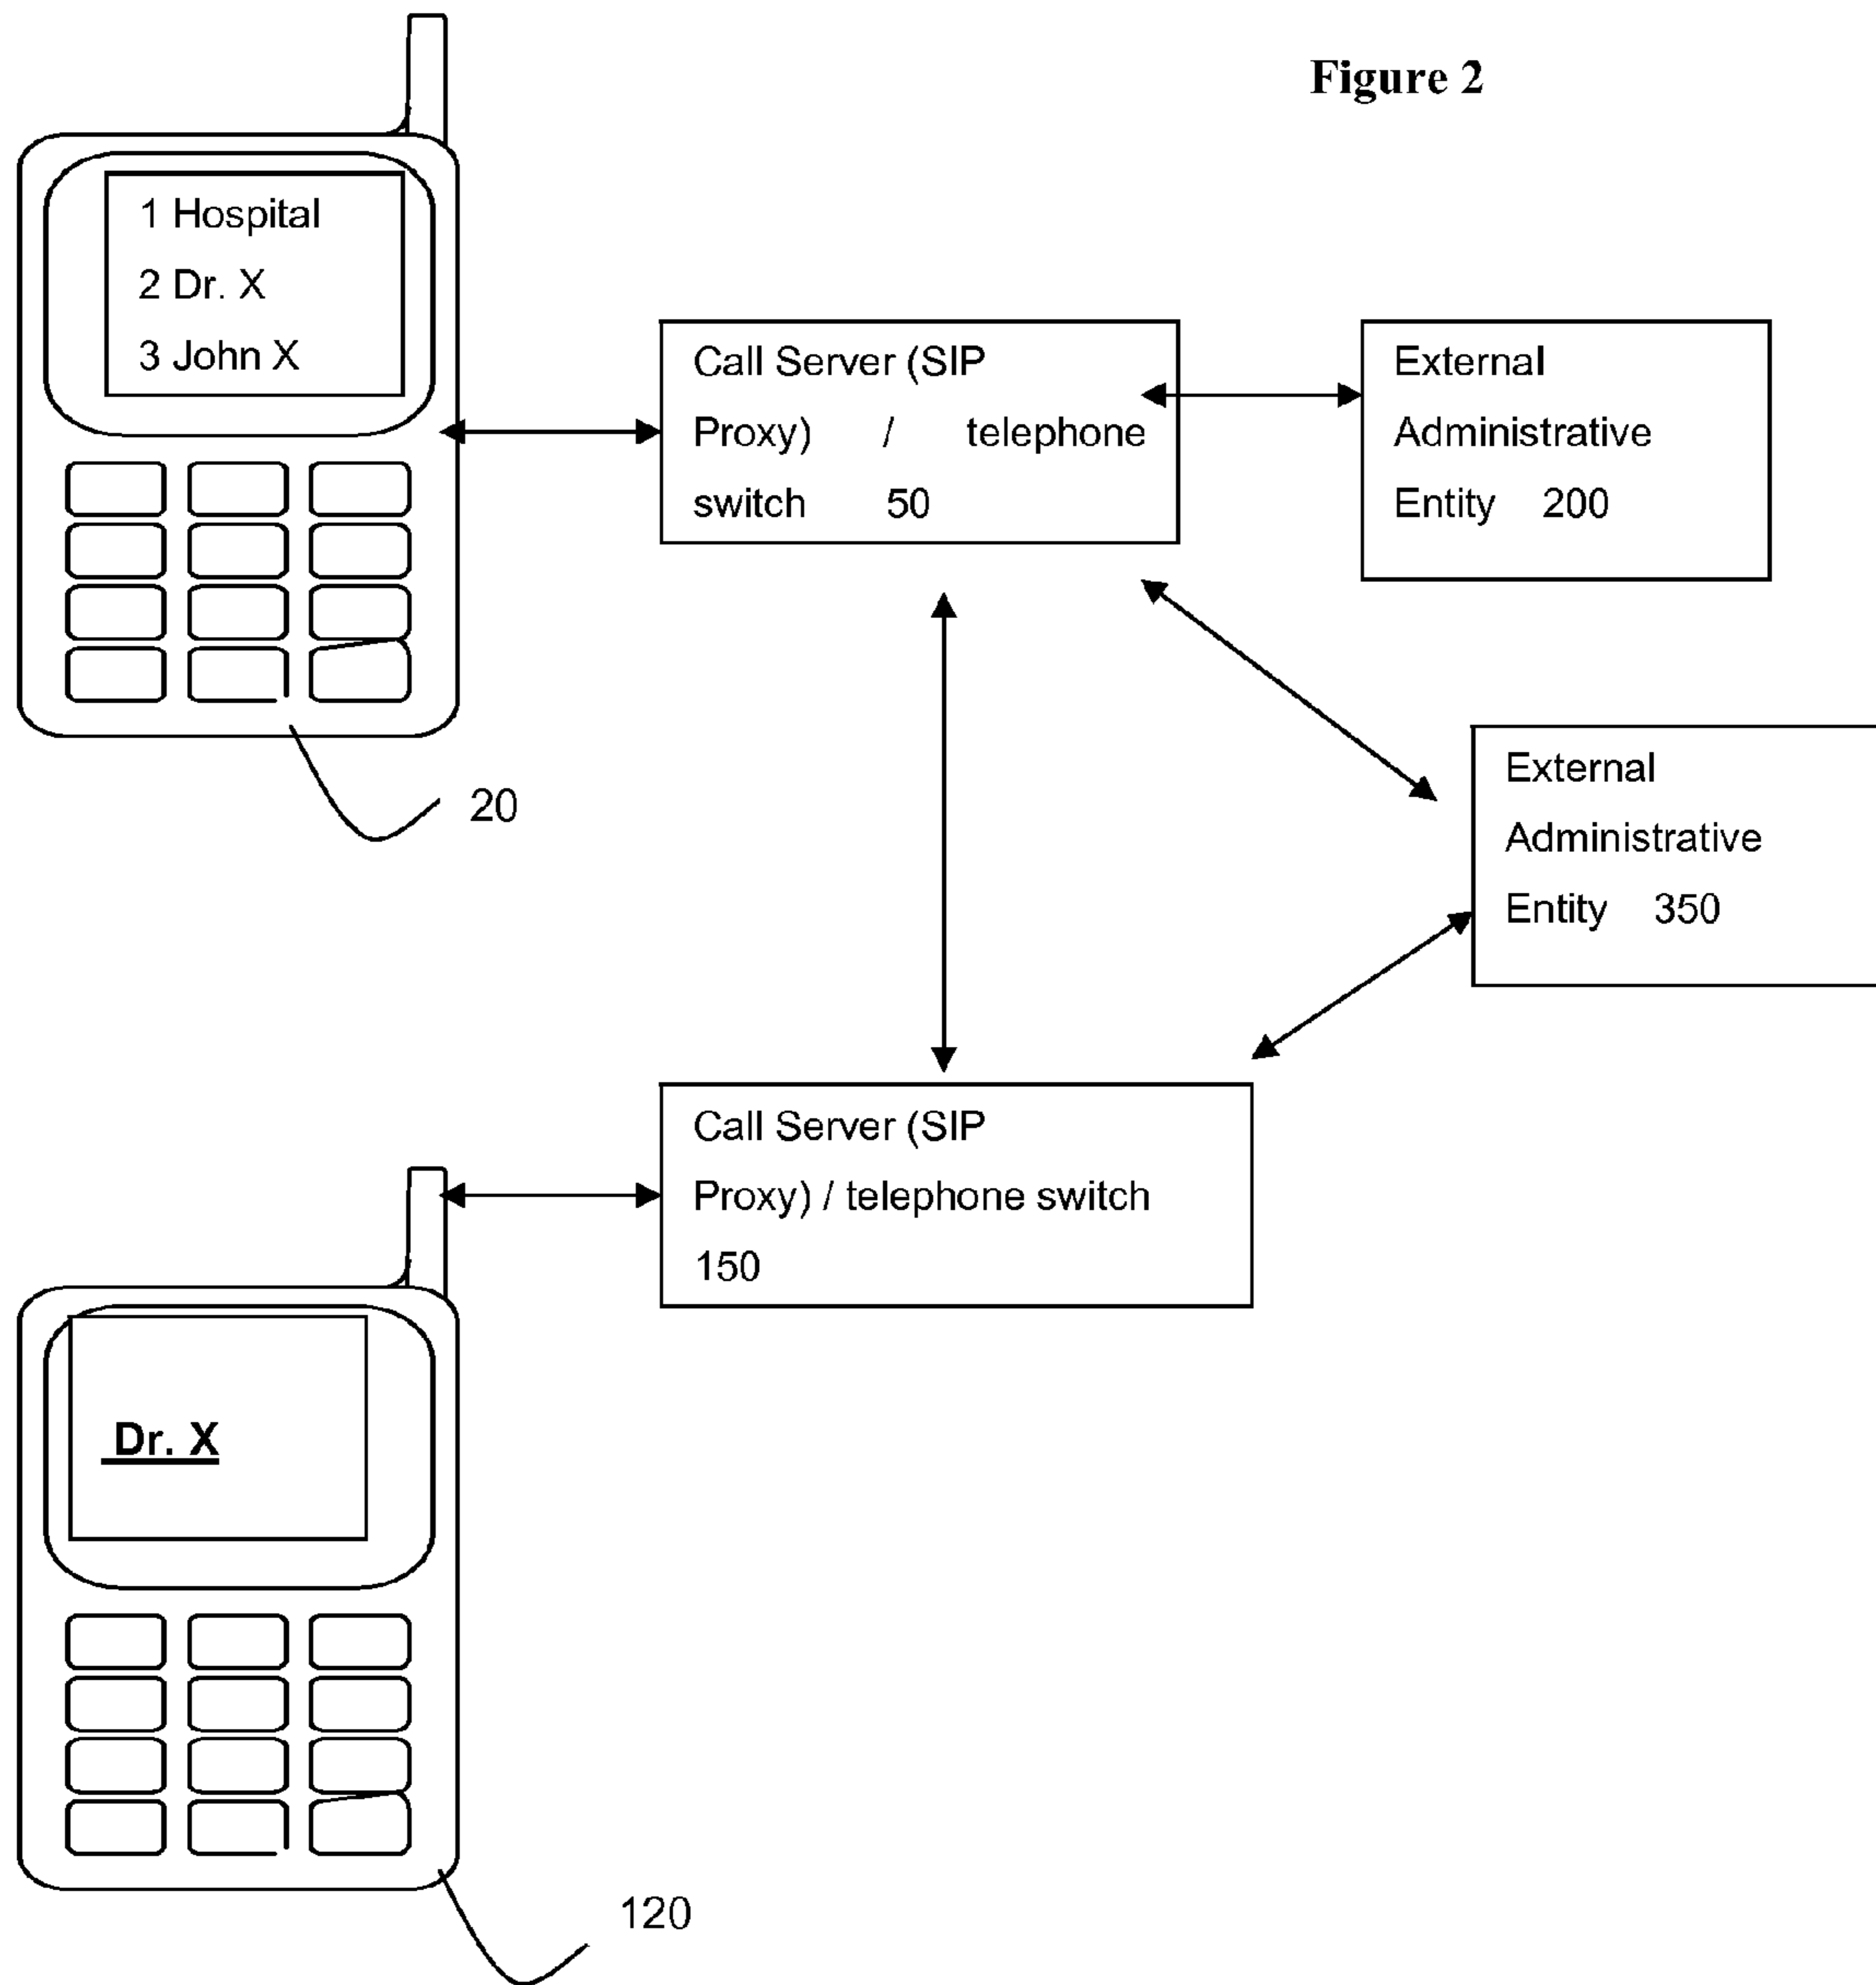 Figure 2
1 Hospital
2 Dr. X
3 John X
Call Server (SIP
Proxy) / telephone
switch 50
External
Administrative
Entity 200
20
External
Administrative
Entity 350
Call Server (SIP
Proxy) / telephone switch
150
Dr. X
120